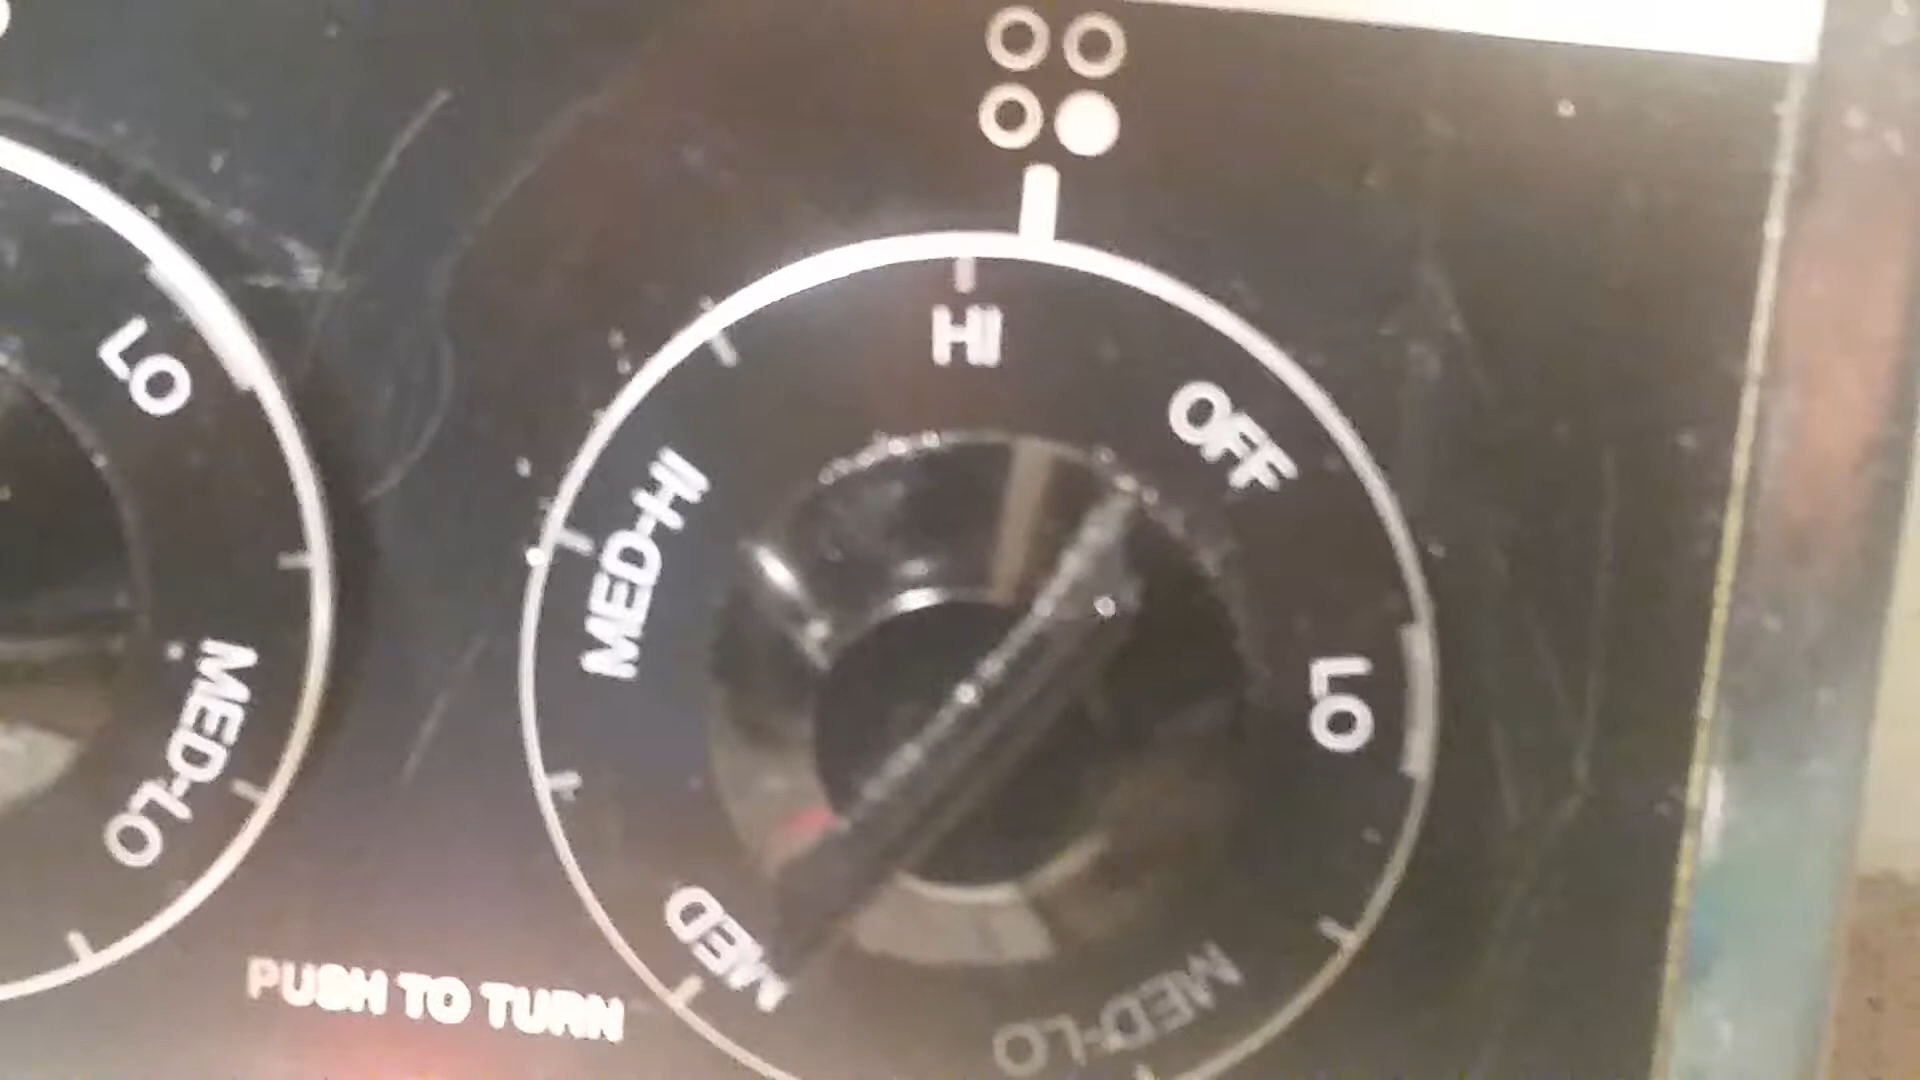 LO
MED-LO
PUSH TO TURN
HI
OFF
LO
MED-LO
MED
MED-HI